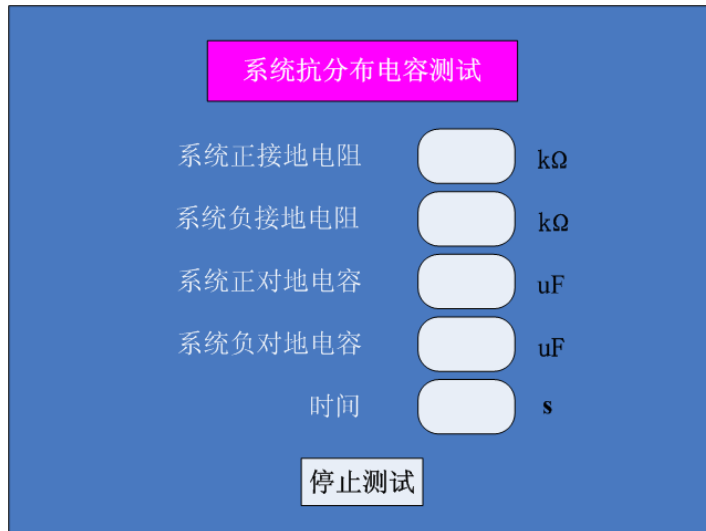 系统抗分布电容测试
系统正接地电阻 kΩ
系统负接地电阻 kΩ
系统正对地电容 uF
系统负对地电容 uF
时间 s
停止测试